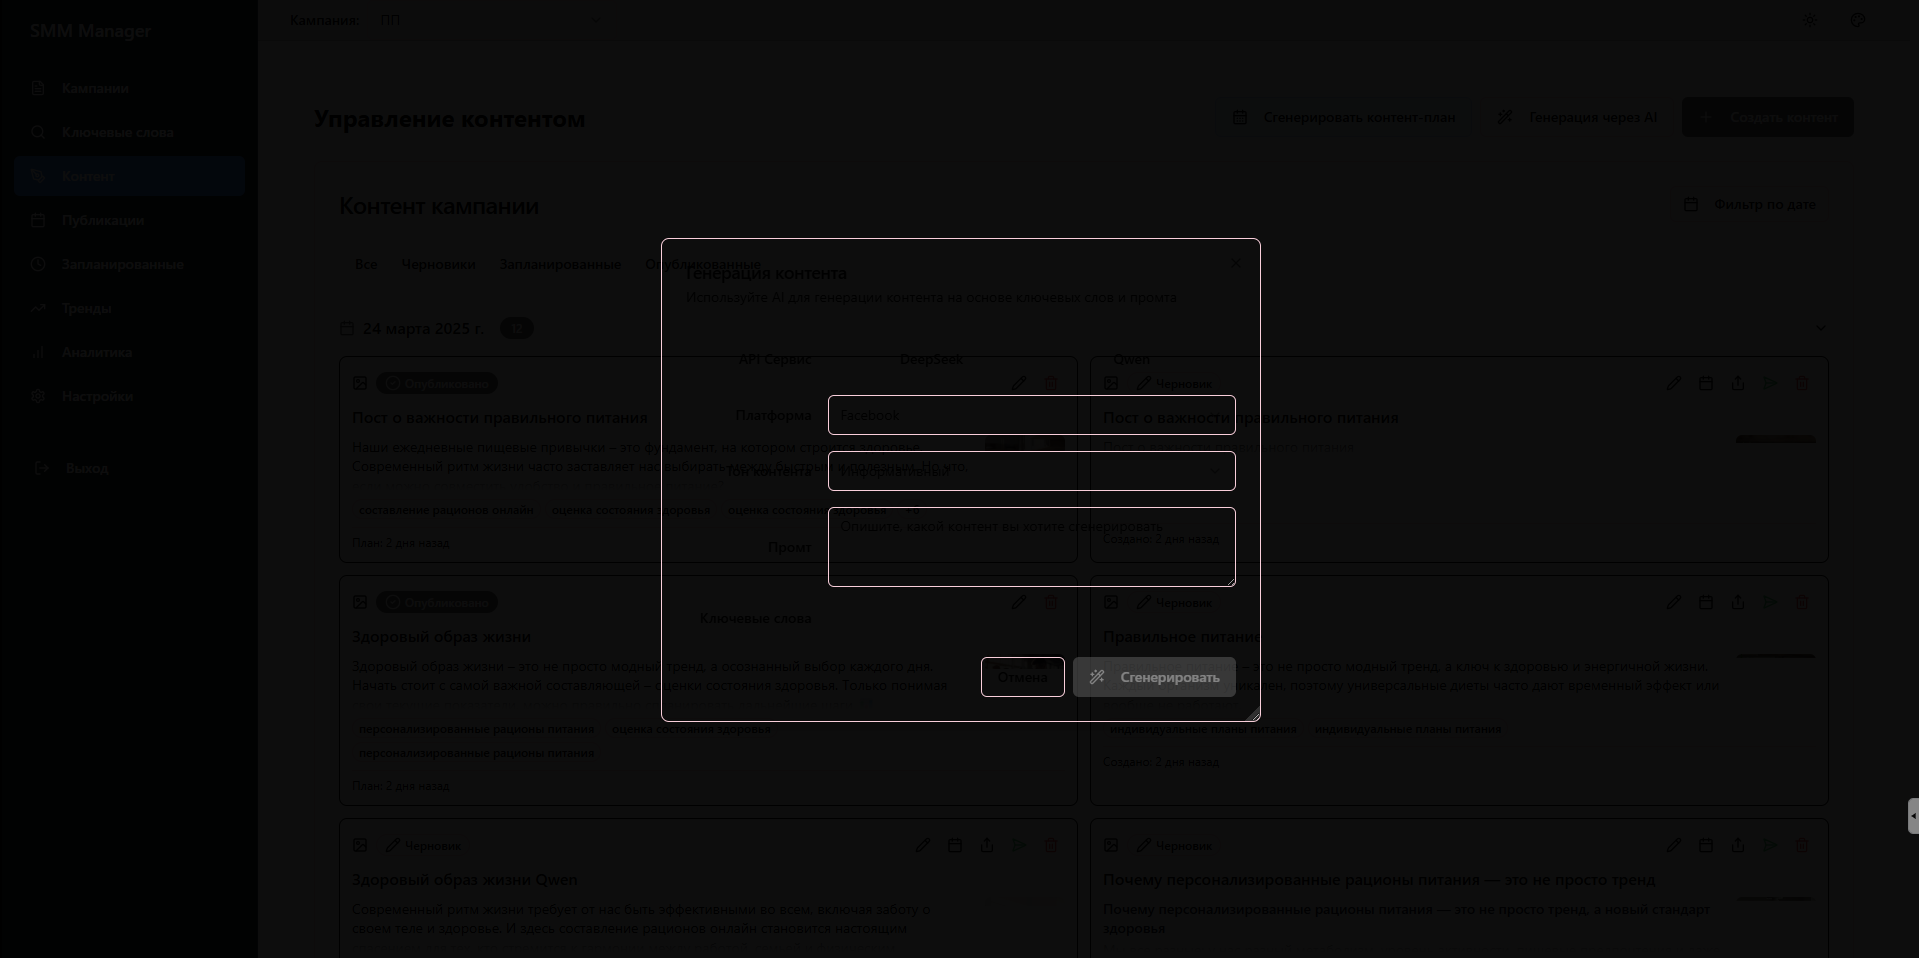 SMM Manager
Кампания: ПП
Кампании
Ключевые слова
Контент
Публикации
Запланированные
Тренды
Аналитика
Настройки
Выход
Управление контентом
Сгенерировать контент-план
Генерация через AI
Создать контент
Контент кампании
Фильтр по дате
Все
Черновики
Запланированные
Опубликованные
24 марта 2025 г.
Опубликовано
Пост о важности правильного питания
Наши ежедневные пищевые привычки – это фундамент, на котором строится здоровье.
Современный ритм жизни часто заставляет нас выбирать между быстрым и полезным. Но что,
составление рационов онлайн
оценка состояния здоровья
оценка состояния здоровья
+6
План: 2 дня назад
Черновик
Пост о важности правильного питания
Пост о важности правильного питания
Создано: 2 дня назад
Опубликовано
Здоровый образ жизни
Здоровый образ жизни – это не просто модный тренд, а осознанный выбор каждого дня.
Начать стоит с самой важной составляющей – оценки состояния здоровья. Только понимая
персонализированные рационы питания
оценка состояния здоровья
персонализированные рационы питания
План: 2 дня назад
Черновик
Правильное питание
Правильное питание – это не просто модный тренд, а ключ к здоровью и энергичной жизни.
уникален, поэтому универсальные диеты часто дают временный эффект или
индивидуальные планы питания
индивидуальные планы питания
Создано: 2 дня назад
Черновик
Здоровый образ жизни Qwen
Современный ритм жизни требует от нас быть эффективными во всем, включая заботу о
своем теле и здоровье. И здесь составление рационов онлайн становится настоящим
Черновик
Почему персонализированные рационы питания — это не просто тренд
Почему персонализированные рационы питания — это не просто тренд, а новый стандарт
здоровья
Генерация контента
Используйте AI для генерации контента на основе ключевых слов и промта
API Сервис
DeepSeek
Qwen
Платформа
Facebook
Тон контента
Информативный
Промт
Опишите, какой контент вы хотите сгенерировать
Ключевые слова
Отмена
Сгенерировать